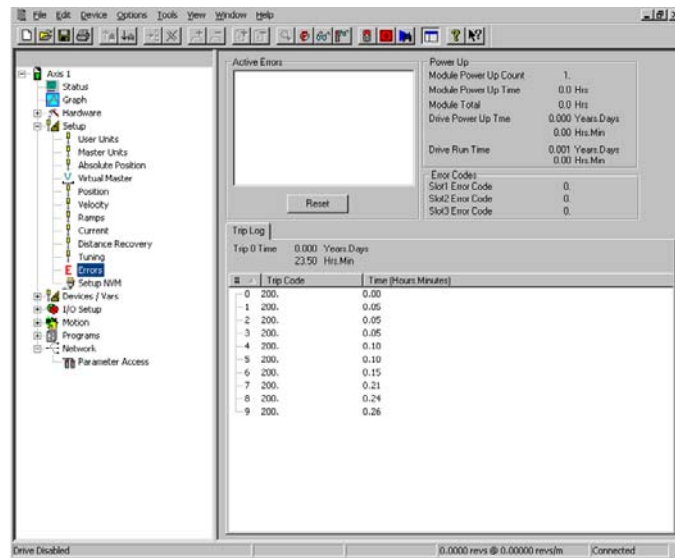 File Edit Device Options Tools View Window Help
Axis 1
Status
Graph
Hardware
Setup
User Units
Master Units
Absolute Position
Virtual Master
Position
Velocity
Ramps
Current
Distance Recovery
Tuning
E Errors
Setup NVM
Devices / Vars
I/O Setup
Motion
Programs
Network
Parameter Access
Active Errors
Reset
Power Up
Module Power Up Count 1.
Module Power Up Time 0.0 Hrs
Module Total 0.0 Hrs
Drive Power Up Time 0.000 Years.Days
0.00 Hrs.Min
Drive Run Time 0.001 Years.Days
0.00 Hrs.Min
Error Codes
Slot1 Error Code 0.
Slot2 Error Code 0.
Slot3 Error Code 0.
Trip Log
Trip 0 Time 0.000 Years.Days
23.50 Hrs.Min
# Trip Code Time (Hours.Minutes)
0 200. 0.00
1 200. 0.05
2 200. 0.05
3 200. 0.05
4 200. 0.10
5 200. 0.10
6 200. 0.15
7 200. 0.21
8 200. 0.24
9 200. 0.26
Drive Disabled 0.0000 revs @ 0.00000 revs/m Connected